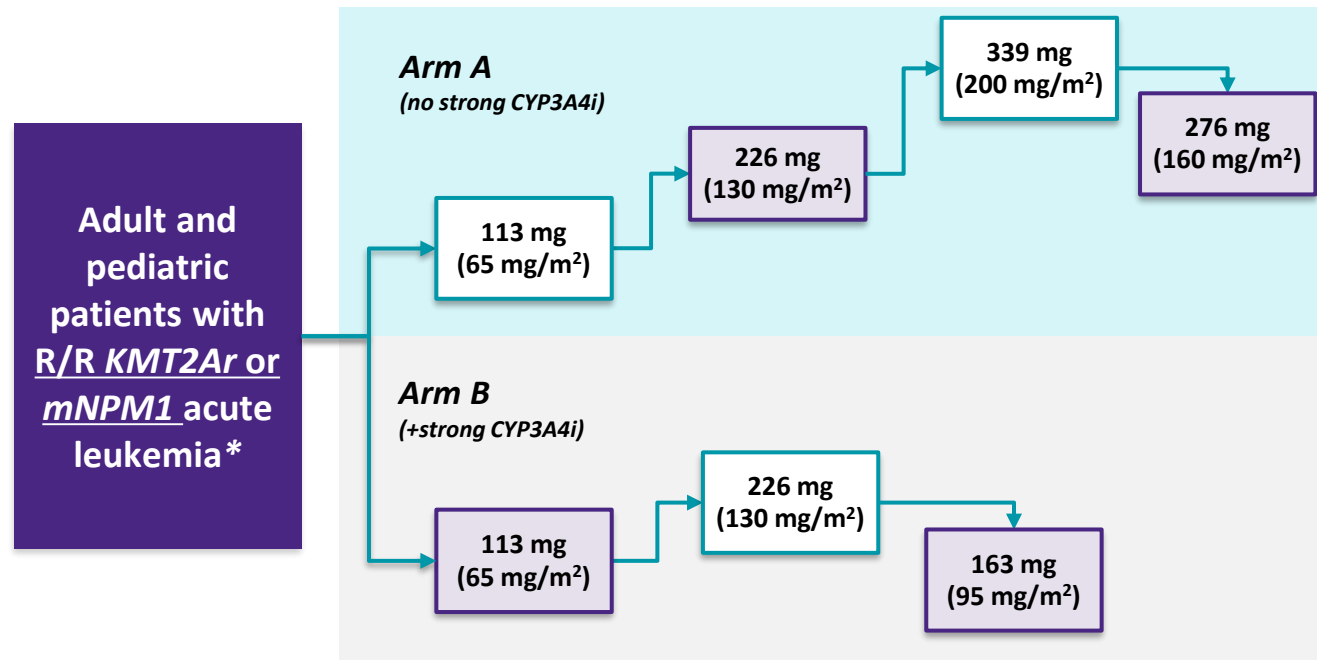 Adult and
pediatric
patients with
R/R KMT2Ar or
mNPM1 acute
leukemia*
Arm A
(no strong CYP3A4i)
113 mg
(65 mg/m²)
226 mg
(130 mg/m²)
339 mg
(200 mg/m²)
276 mg
(160 mg/m²)
Arm B
(+strong CYP3A4i)
113 mg
(65 mg/m²)
226 mg
(130 mg/m²)
163 mg
(95 mg/m²)